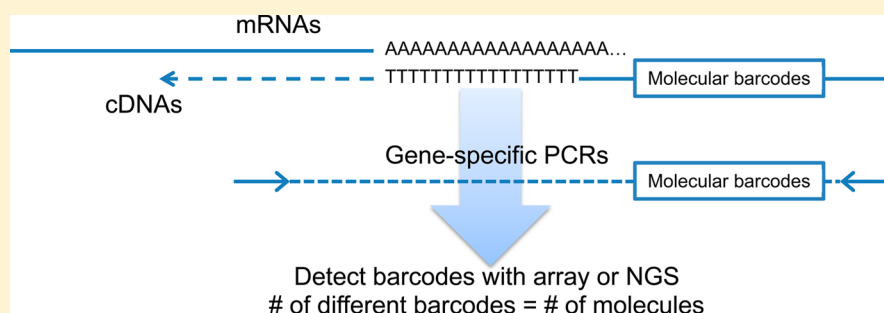 mRNAs
AAAAAAAAAAAAAAAAAA...
TTTTTTTTTTTTTTTTT
Molecular barcodes
cDNAs
Gene-specific PCRs
Molecular barcodes
Detect barcodes with array or NGS
# of different barcodes = # of molecules